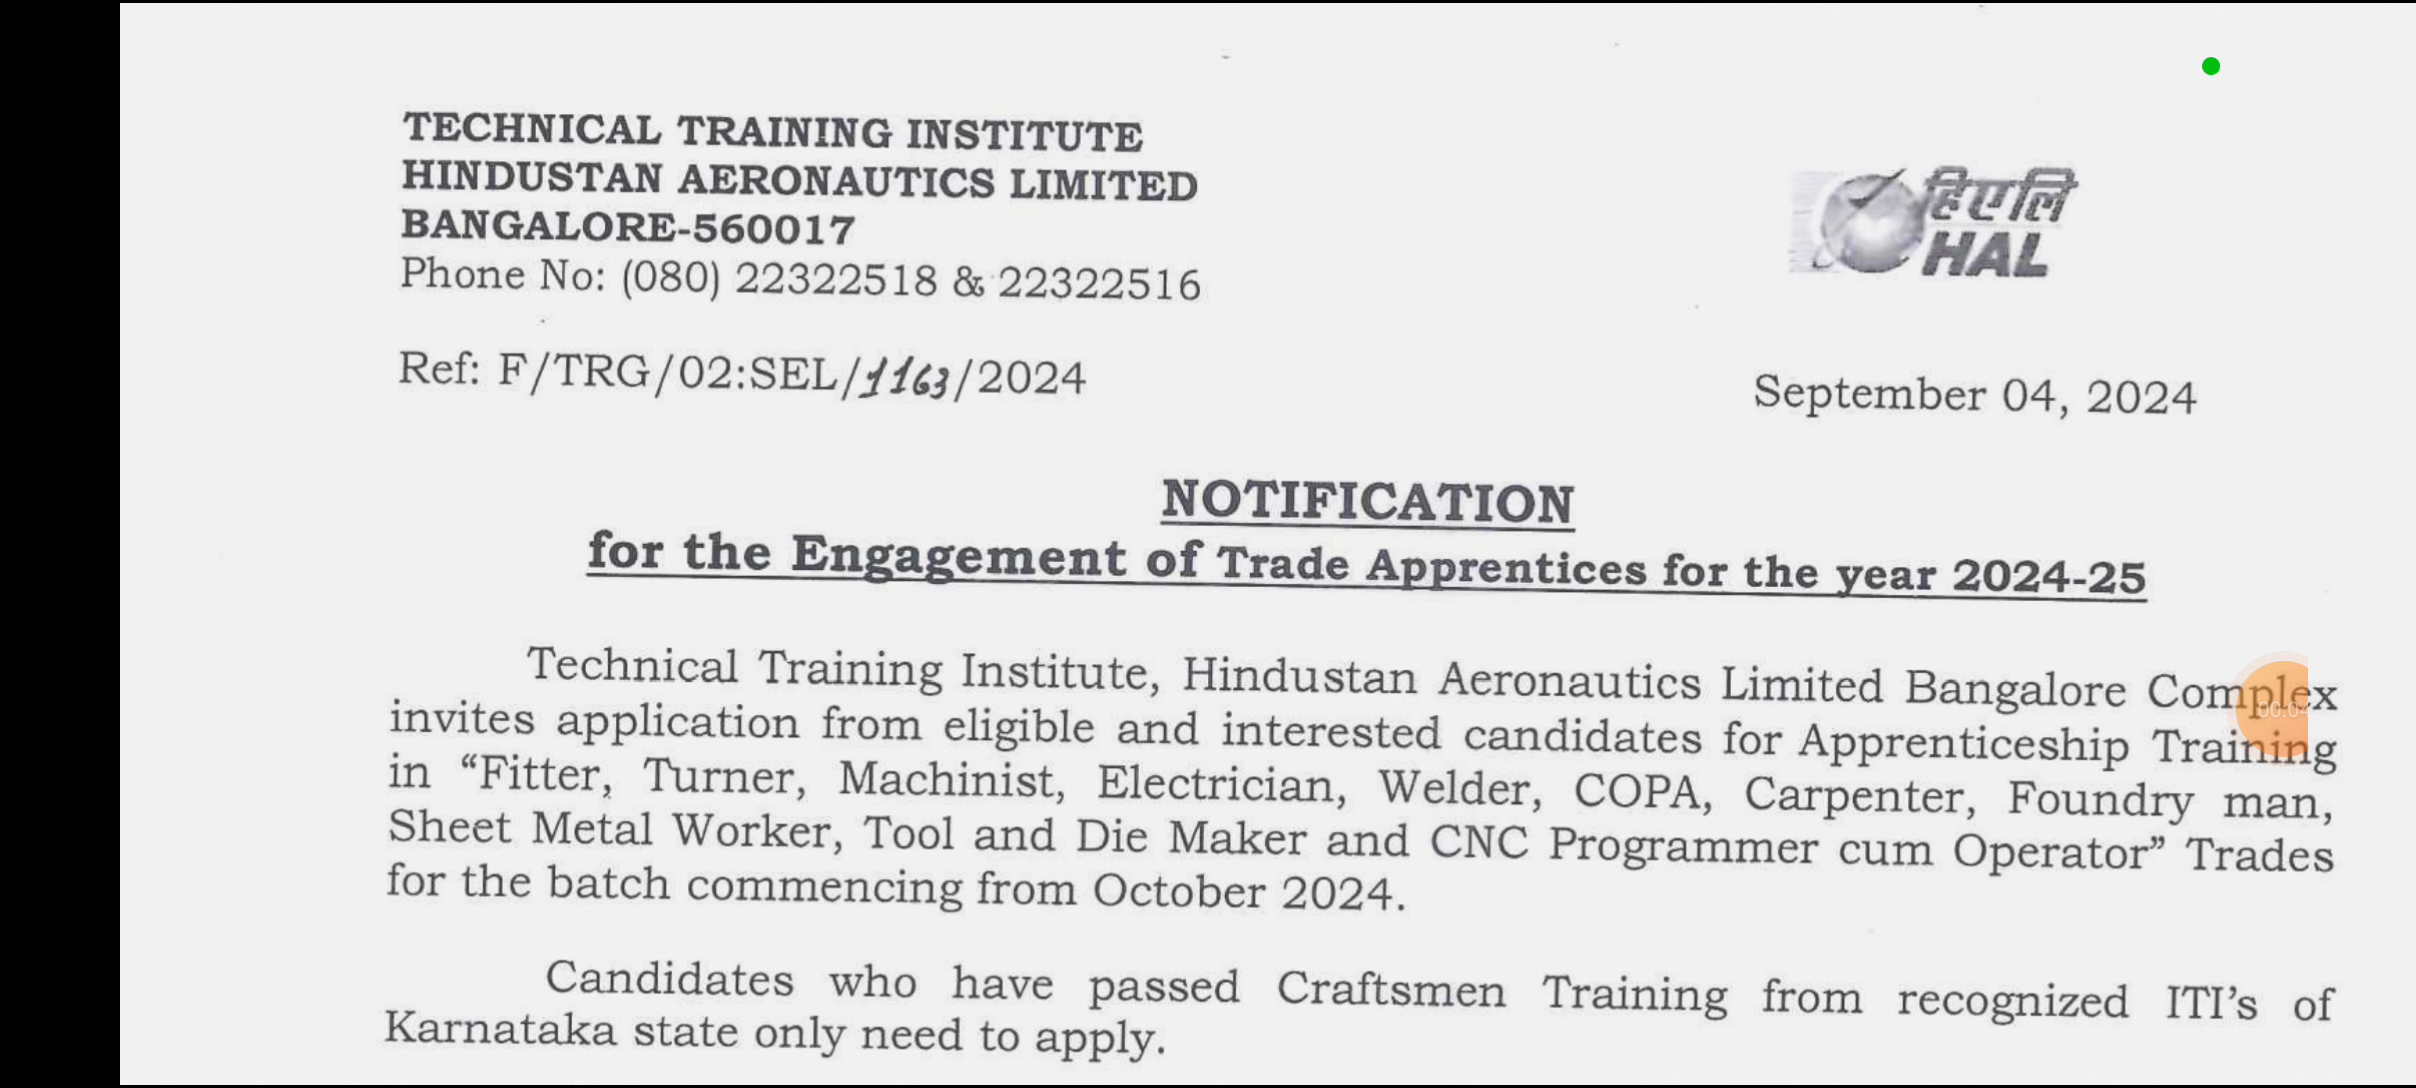 TECHNICAL TRAINING INSTITUTE
HINDUSTAN AERONAUTICS LIMITED
BANGALORE-560017
Phone No: (080) 22322518 & 22322516
हिएलि
HAL
Ref: F/TRG/02:SEL/1163/2024
September 04, 2024
NOTIFICATION
for the Engagement of Trade Apprentices for the year 2024-25
Technical Training Institute, Hindustan Aeronautics Limited Bangalore Complex
invites application from eligible and interested candidates for Apprenticeship Training
in “Fitter, Turner, Machinist, Electrician, Welder, COPA, Carpenter, Foundry man,
Sheet Metal Worker, Tool and Die Maker and CNC Programmer cum Operator” Trades
for the batch commencing from October 2024.
Candidates who have passed Craftsmen Training from recognized ITI’s of
Karnataka state only need to apply.